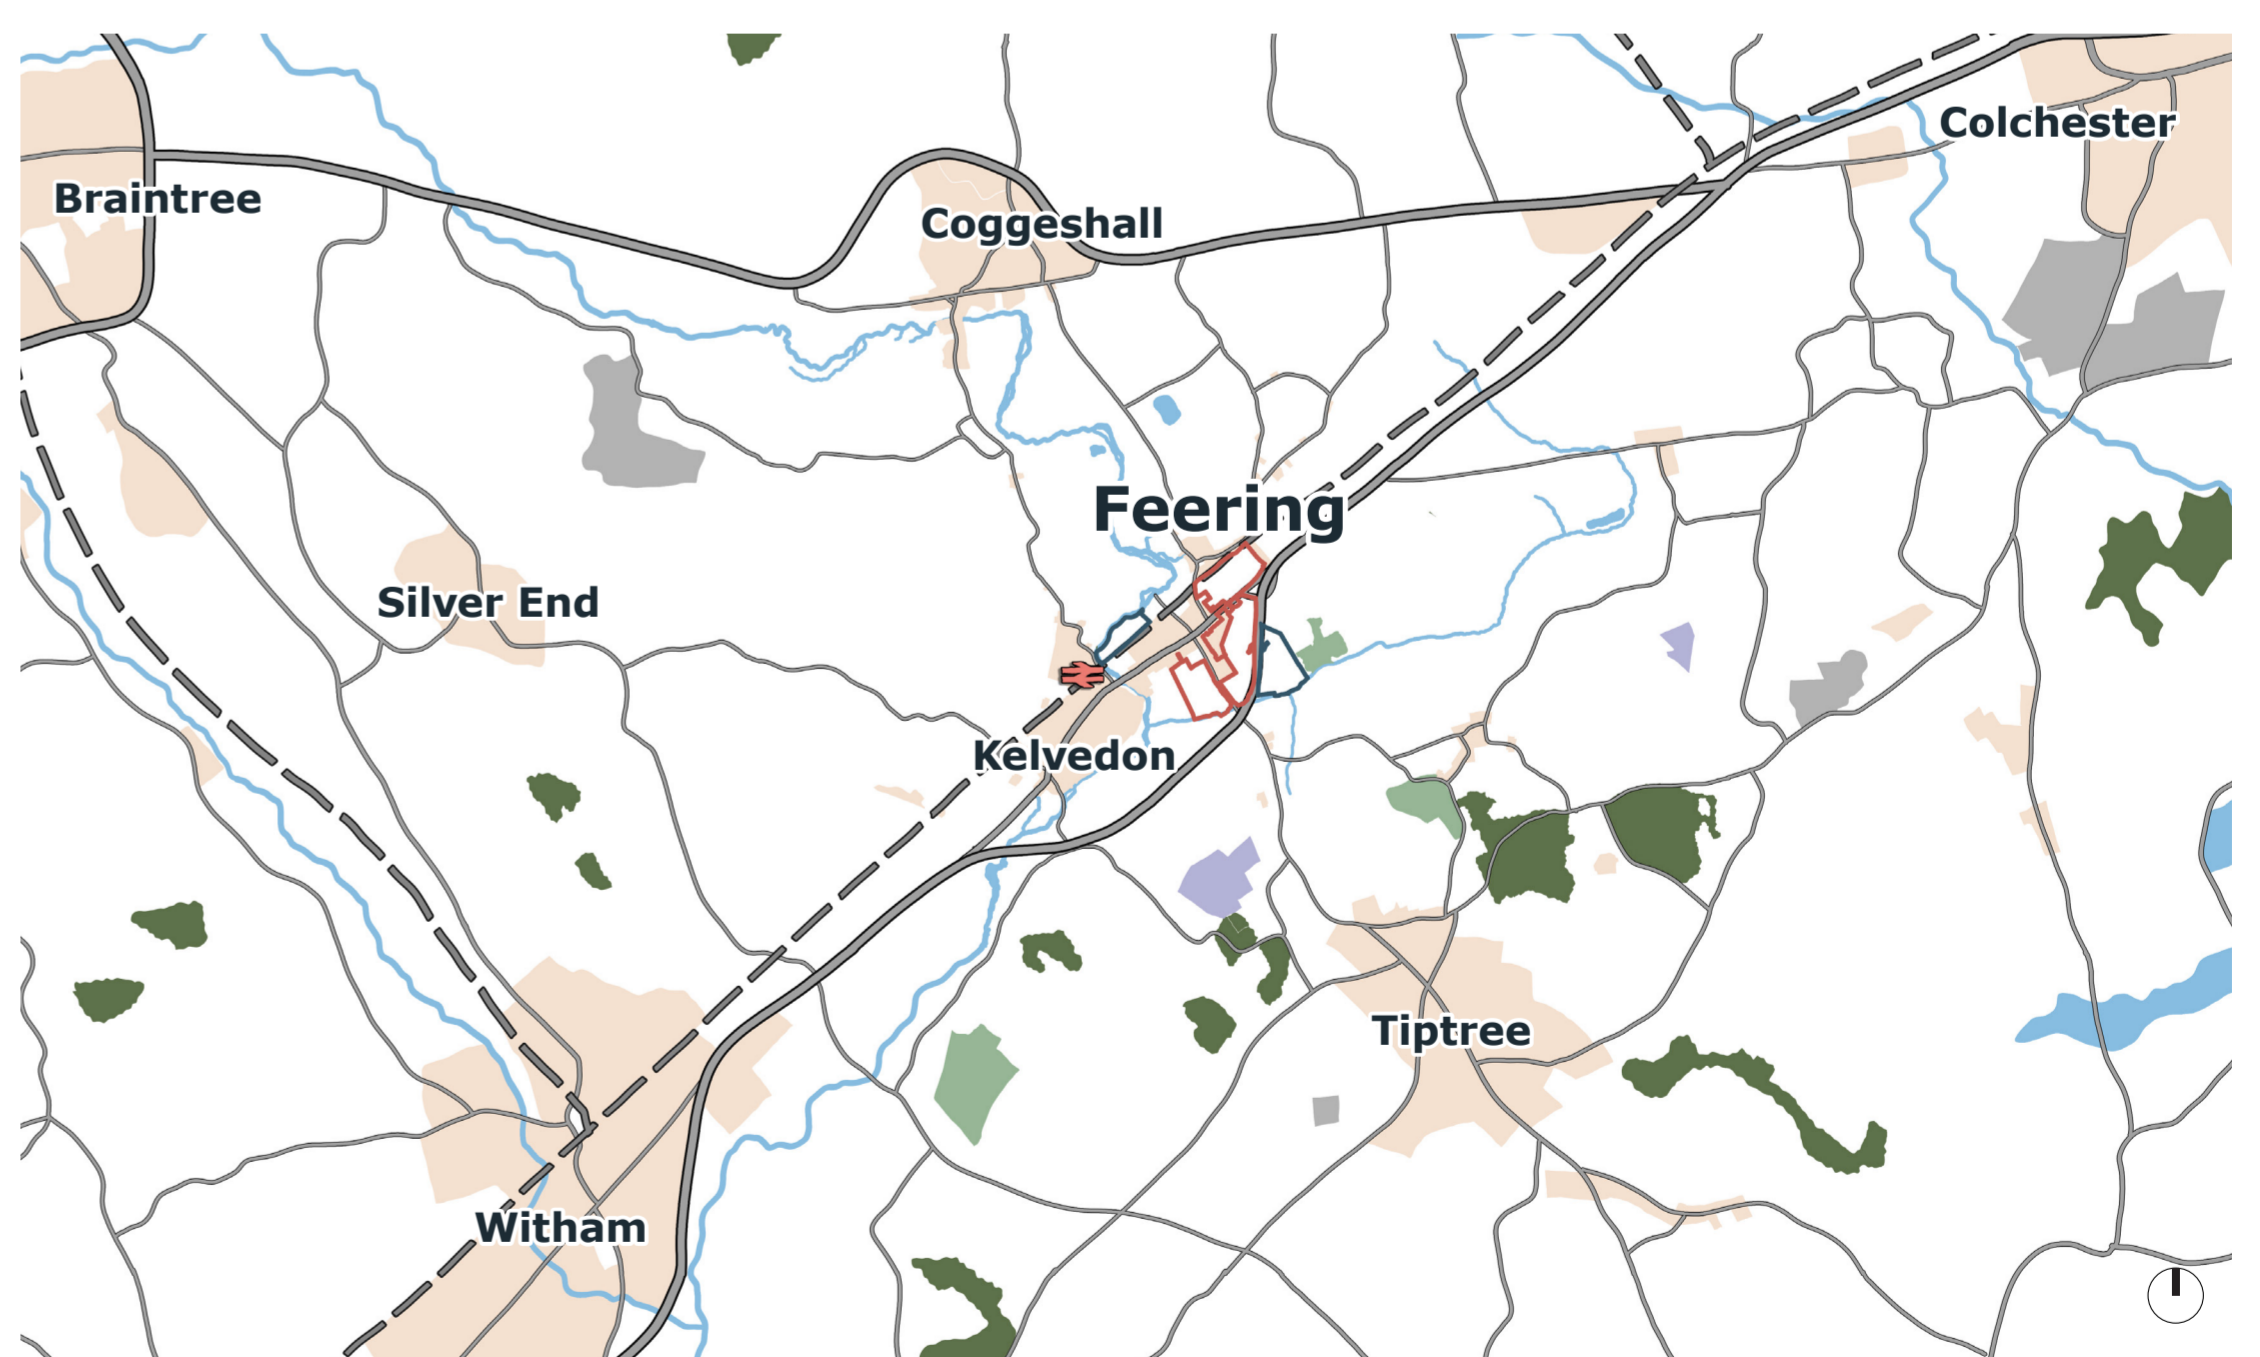 Colchester
Braintree
Coggeshall
Feering
Silver End
Kelvedon
Tiptree
Witham